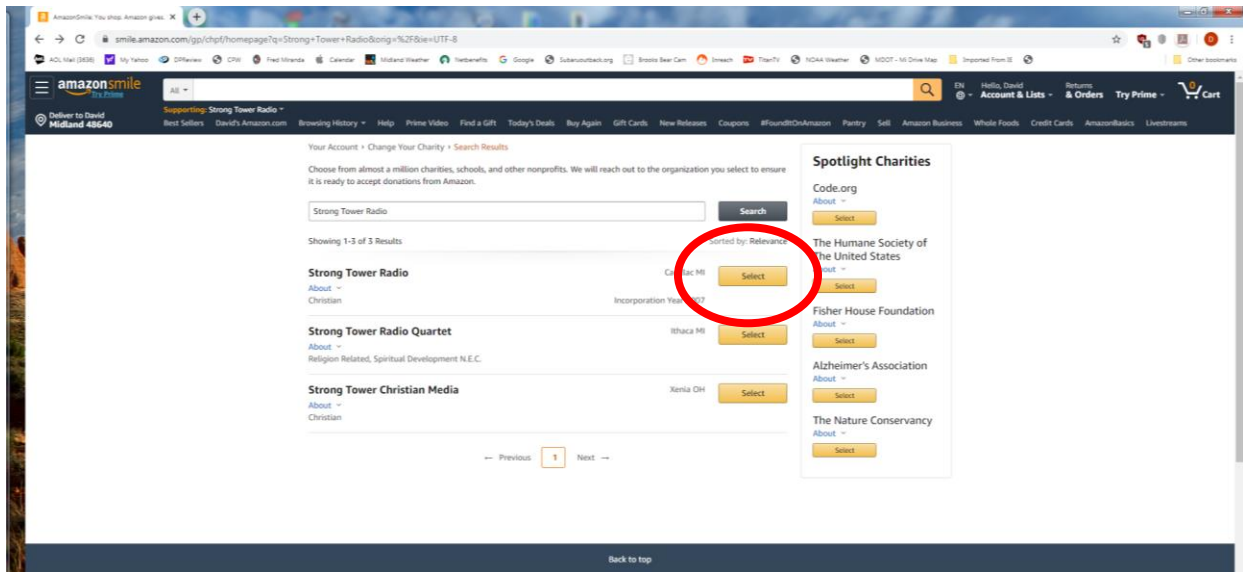 AmazonSmile: You shop. Amazon gives.
smile.amazon.com/gp/chpf/homepage?q=Strong+Tower+Radio&orig=%2F&ie=UTF-8
AOL Mail (3638) My Yahoo DPReview CPW Fred Miranda Calendar Midland Weather Netbenefits Google Subaruoutback.org Brooks Bear Cam TitanTV NOAA Weather MDOT - Mi Drive Map Imported From IE Other bookmarks
amazonsmile
Try Prime
All
EN Hello, David
Account & Lists
Returns
& Orders
Try Prime
0
Cart
Deliver to David
Midland 48640
Supporting: Strong Tower Radio
Best Sellers David's Amazon.com Browsing History Help Prime Video Find a Gift Today's Deals Buy Again Gift Cards New Releases Coupons #FoundItOnAmazon Pantry Sell Amazon Business Whole Foods Credit Cards AmazonBasics Livestreams
Your Account › Change Your Charity › Search Results
Choose from almost a million charities, schools, and other nonprofits. We will reach out to the organization you select to ensure
it is ready to accept donations from Amazon.
Strong Tower Radio
Search
Showing 1-3 of 3 Results
Sorted by: Relevance
Strong Tower Radio
MI
Select
About
Christian
Incorporation Year
Strong Tower Radio Quartet
Ithaca MI
Select
About
Religion Related, Spiritual Development N.E.C.
Strong Tower Christian Media
Xenia OH
Select
About
Christian
← Previous 1 Next →
Spotlight Charities
Code.org
About
Select
The Humane Society of
The United States
About
Select
Fisher House Foundation
About
Select
Alzheimer's Association
About
Select
The Nature Conservancy
About
Select
Back to top